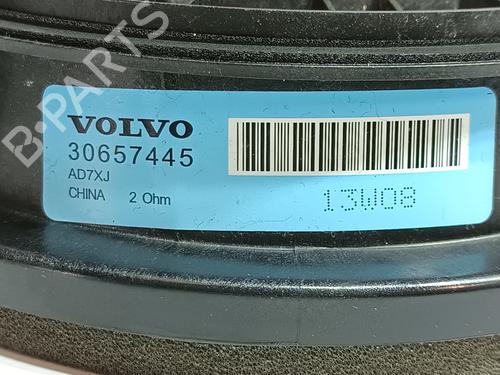 B-PARTS
VOLVO
30657445
AD7XJ
CHINA 2 Ohm
13W08